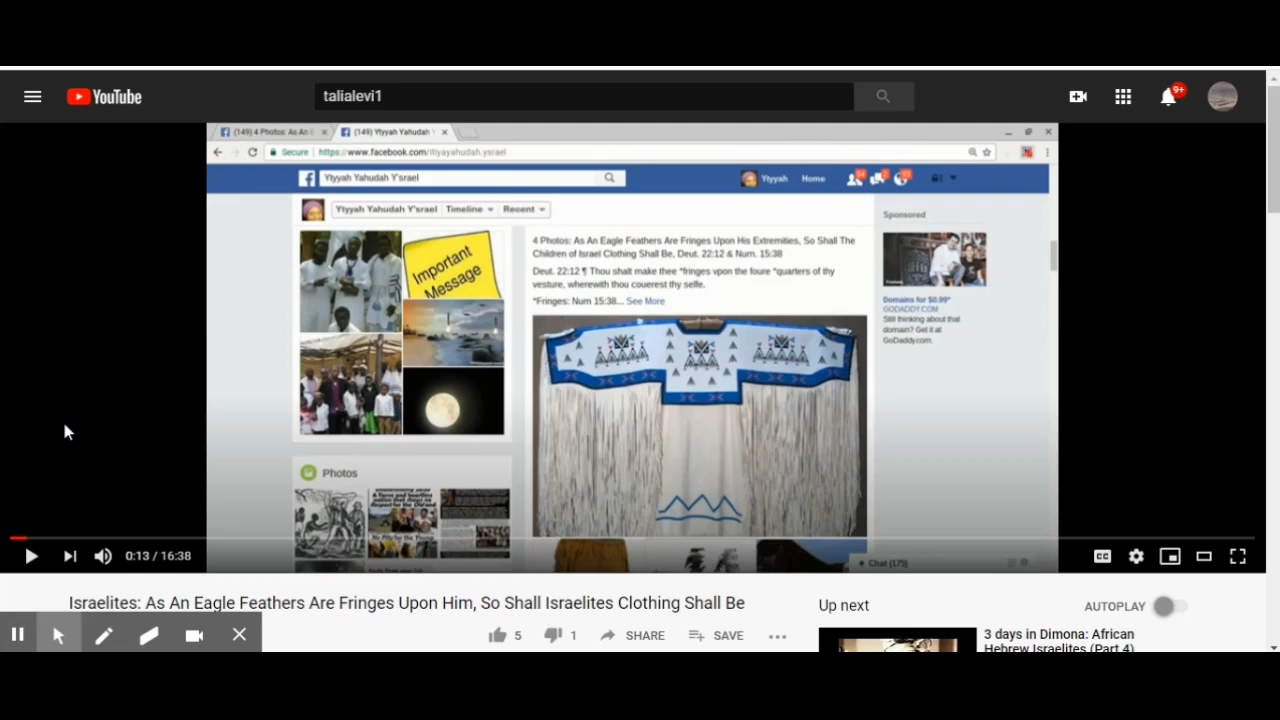 YouTube
talialevi1
9+
(149) 4 Photos: As An E
(149) Ytyyah Yahudah Y
Secure
https://www.facebook.com/itiyayahudah.ysrael
Ytyyah Yahudah Y'srael
Ytyyah
Home
Ytyyah Yahudah Y'srael
Timeline
Recent
Important
Message
Photos
4 Photos: As An Eagle Feathers Are Fringes Upon His Extremities, So Shall The
Children of Israel Clothing Shall Be, Deut. 22:12 & Num. 15:38
Deut. 22:12 ¶ Thou shalt make thee *fringes vpon the foure *quarters of thy
vesture, wherewith thou couerest thy selfe.
*Fringes: Num 15:38... See More
Sponsored
Domains for $0.99*
GODADDY.COM
Still thinking about that
domain? Get it at
GoDaddy.com.
Chat (175)
0:13 / 16:38
CC
Israelites: As An Eagle Feathers Are Fringes Upon Him, So Shall Israelites Clothing Shall Be
5
1
SHARE
SAVE
Up next
AUTOPLAY
3 days in Dimona: African
Hebrew Israelites (Part 4)